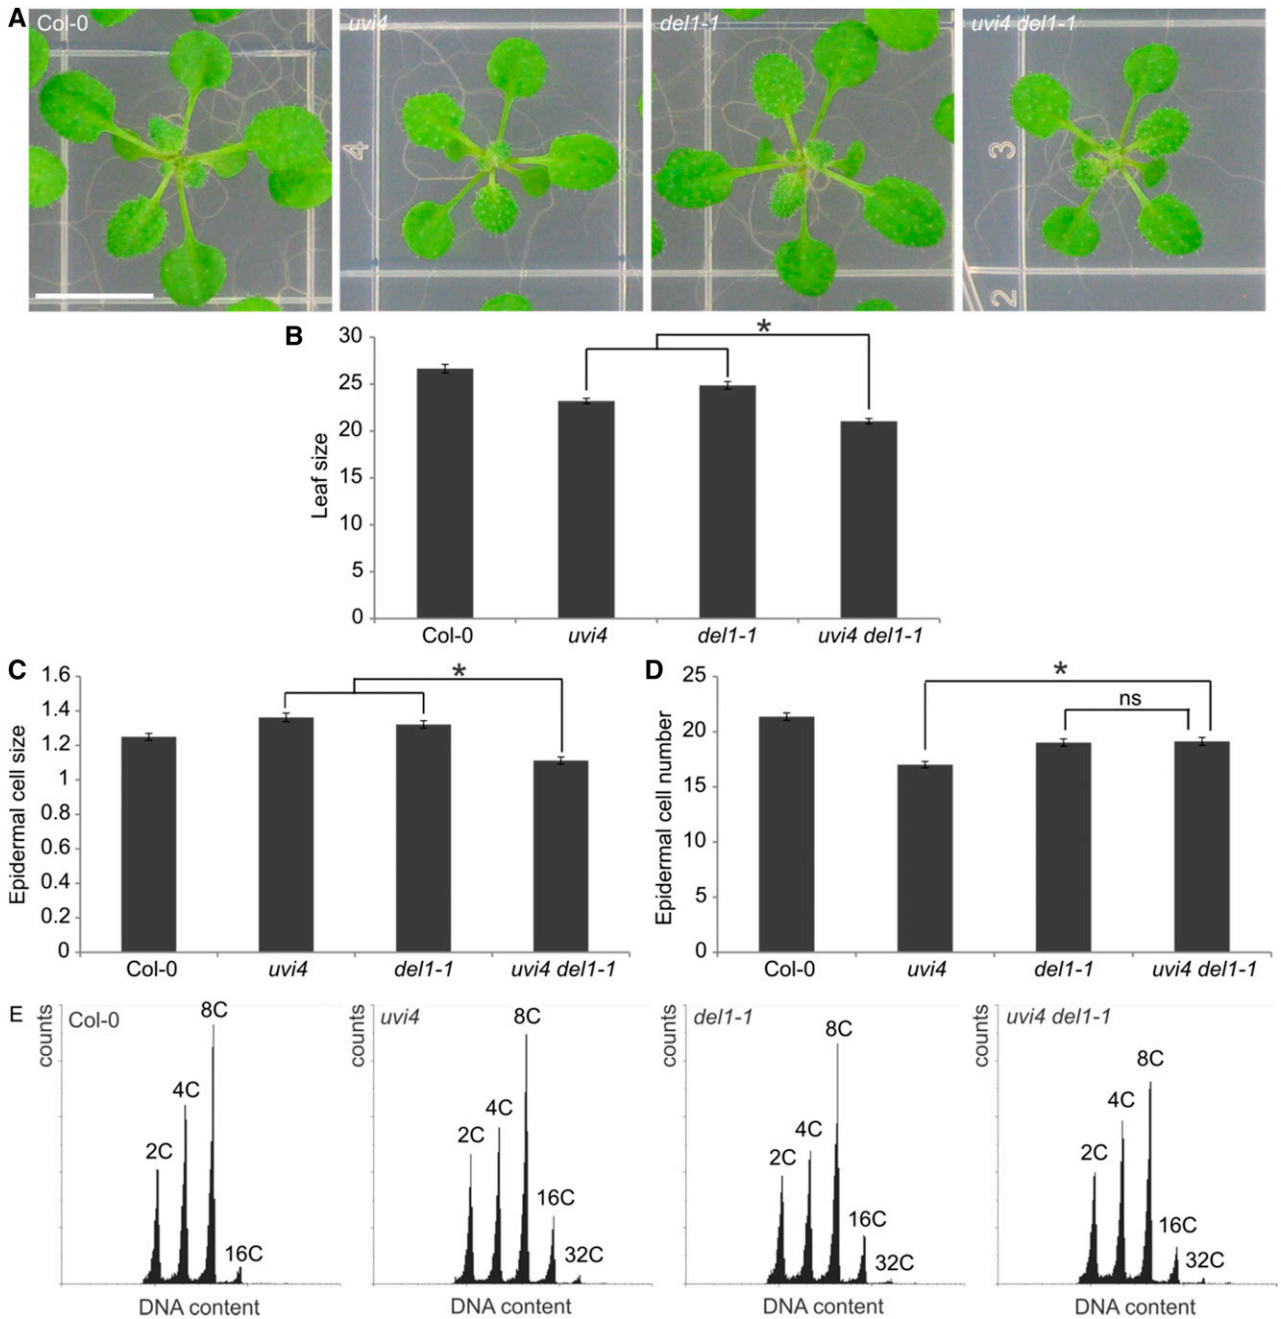 A
Col-0
uvi4
del1-1
uvi4 del1-1
4
3
2
B
Leaf size
30
25
20
15
10
5
0
*
Col-0
uvi4
del1-1
uvi4 del1-1
C
Epidermal cell size
1.6
1.4
1.2
1
0.8
0.6
0.4
0.2
0
*
Col-0
uvi4
del1-1
uvi4 del1-1
D
Epidermal cell number
25
20
15
10
5
0
*
ns
Col-0
uvi4
del1-1
uvi4 del1-1
E
counts
Col-0
2C
4C
8C
16C
DNA content
counts
uvi4
2C
4C
8C
16C
32C
DNA content
counts
del1-1
2C
4C
8C
16C
32C
DNA content
counts
uvi4 del1-1
2C
4C
8C
16C
32C
DNA content